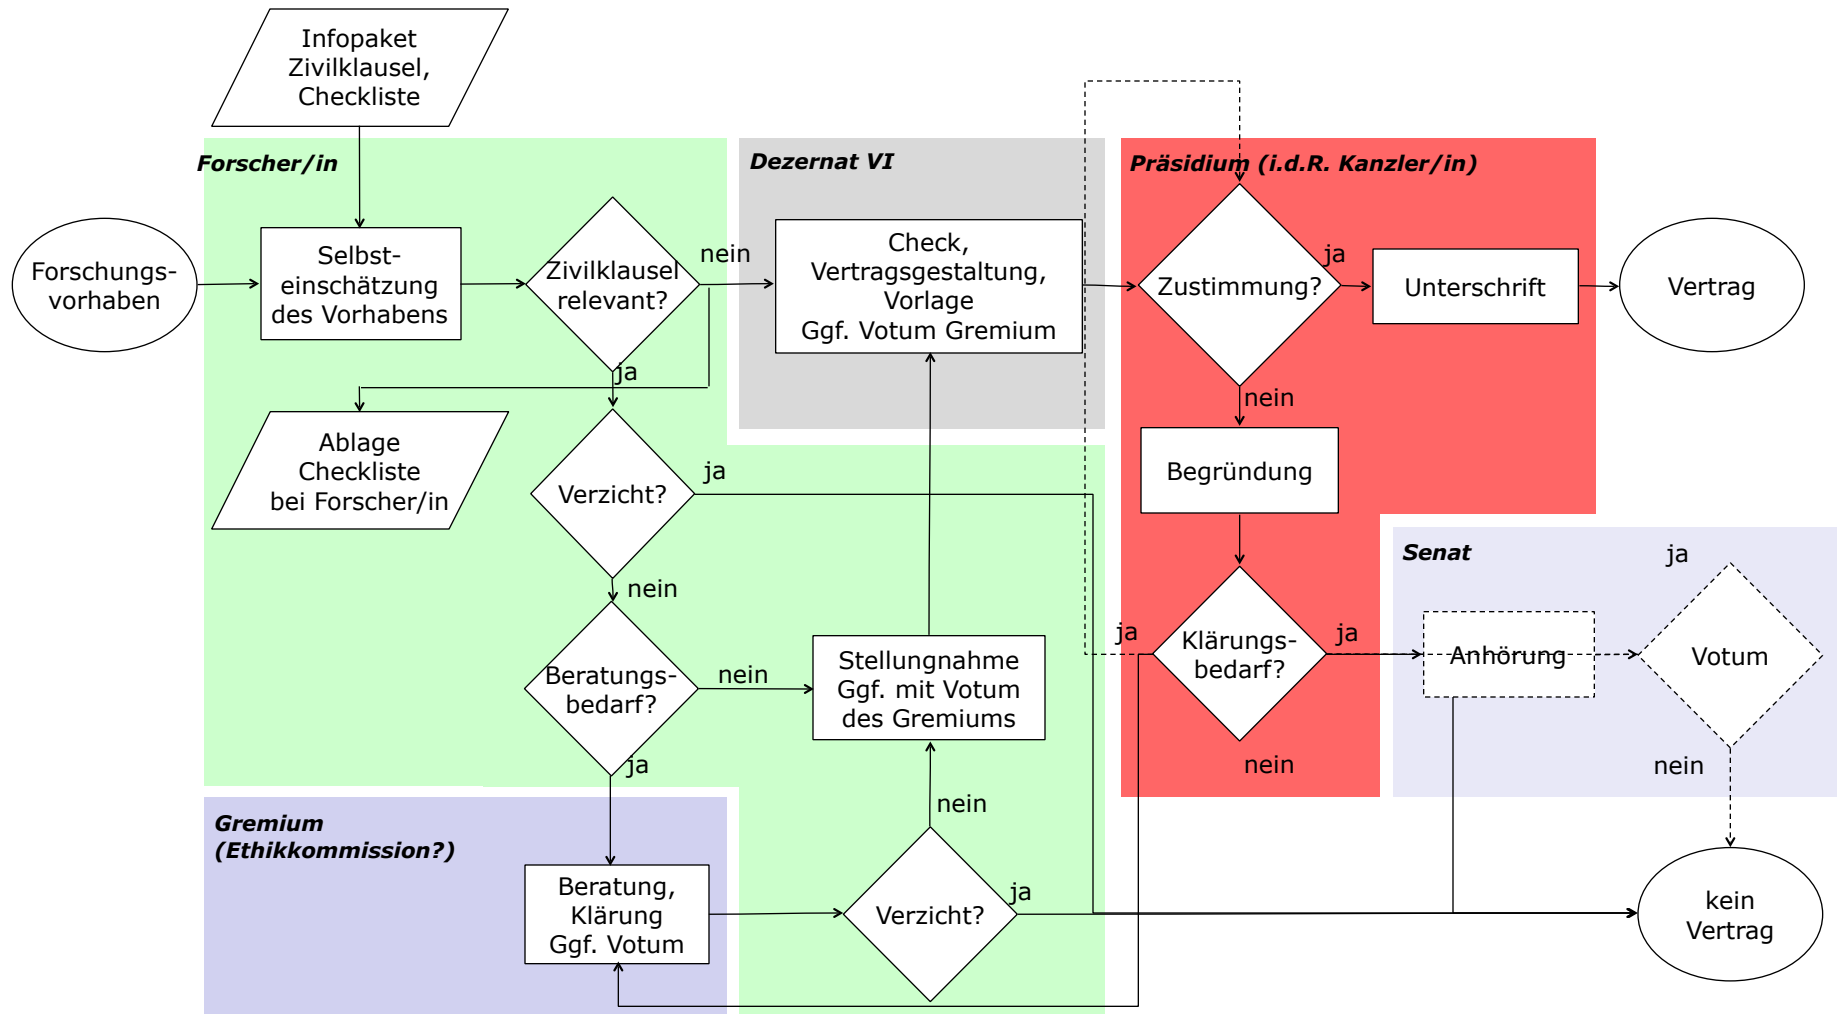 Infopaket
Zivilklausel,
Checkliste
Forscher/in
Dezernat VI
Präsidium (i.d.R. Kanzler/in)
Forschungs-
vorhaben
Selbst-
einschätzung
des Vorhabens
Zivilklausel
relevant?
nein
Check,
Vertragsgestaltung,
Vorlage
Ggf. Votum Gremium
Zustimmung?
ja
Unterschrift
Vertrag
ja
nein
Ablage
Checkliste
bei Forscher/in
Verzicht?
ja
Begründung
nein
Senat
ja
Beratungs-
bedarf?
nein
Stellungnahme
Ggf. mit Votum
des Gremiums
ja
Klärungs-
bedarf?
ja
Anhörung
Votum
ja
nein
nein
nein
Gremium
(Ethikkommission?)
Beratung,
Klärung
Ggf. Votum
Verzicht?
ja
kein
Vertrag